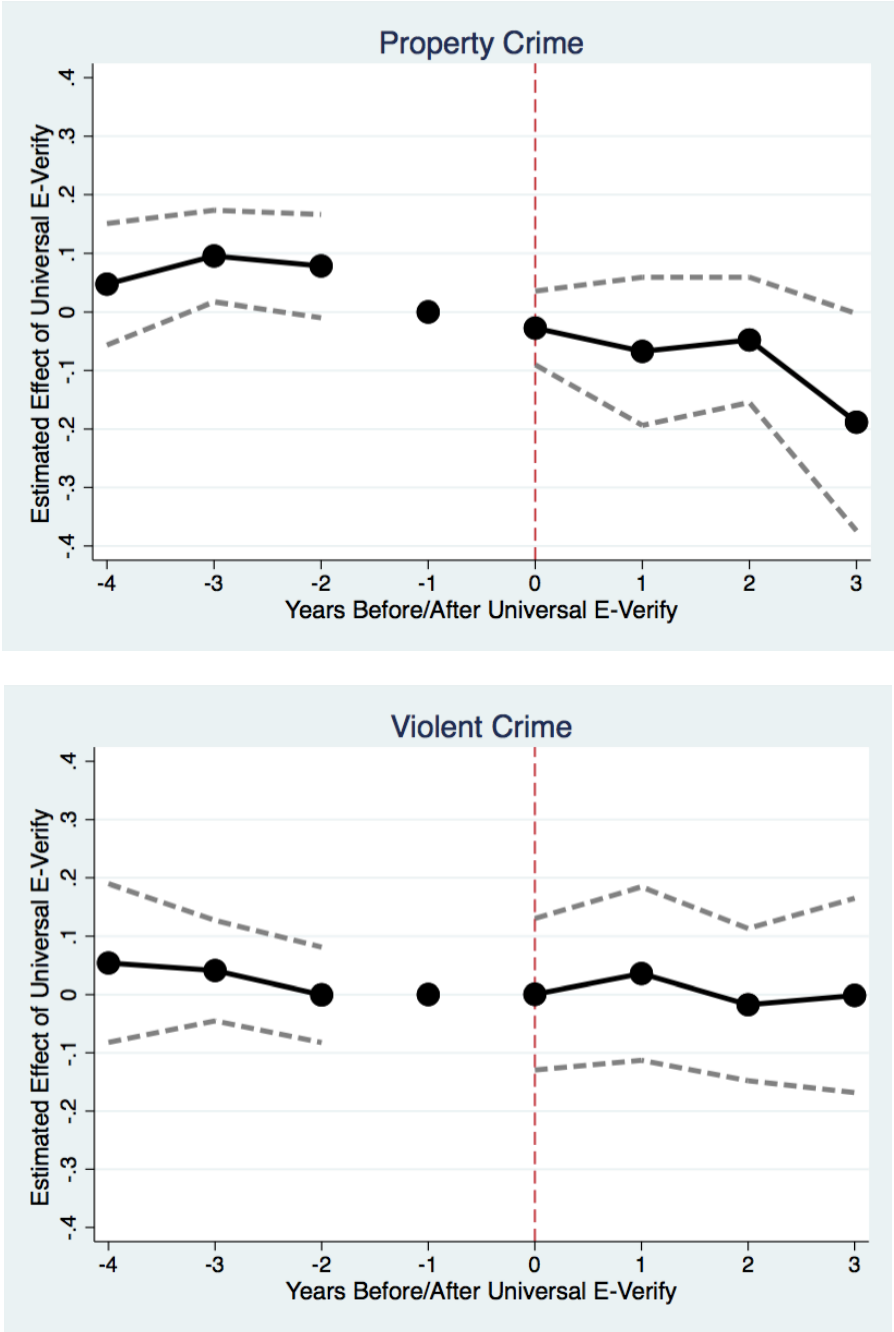 Property Crime
Estimated Effect of Universal E-Verify
.4
.3
.2
.1
0
-.1
-.2
-.3
-.4
-4 -3 -2 -1 0 1 2 3
Years Before/After Universal E-Verify
Violent Crime
Estimated Effect of Universal E-Verify
.4
.3
.2
.1
0
-.1
-.2
-.3
-.4
-4 -3 -2 -1 0 1 2 3
Years Before/After Universal E-Verify